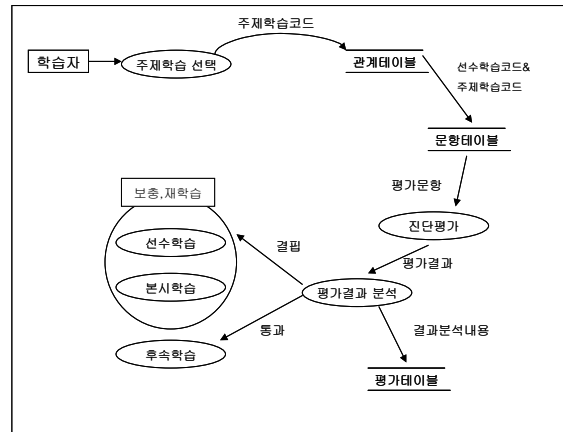 주제학습코드
학습자
주제학습 선택
관계테이블
선수학습코드&
주제학습코드
문항테이블
평가문항
보충,재학습
진단평가
선수학습
결핍
평가결과
본시학습
평가결과 분석
통과
결과분석내용
후속학습
평가테이블